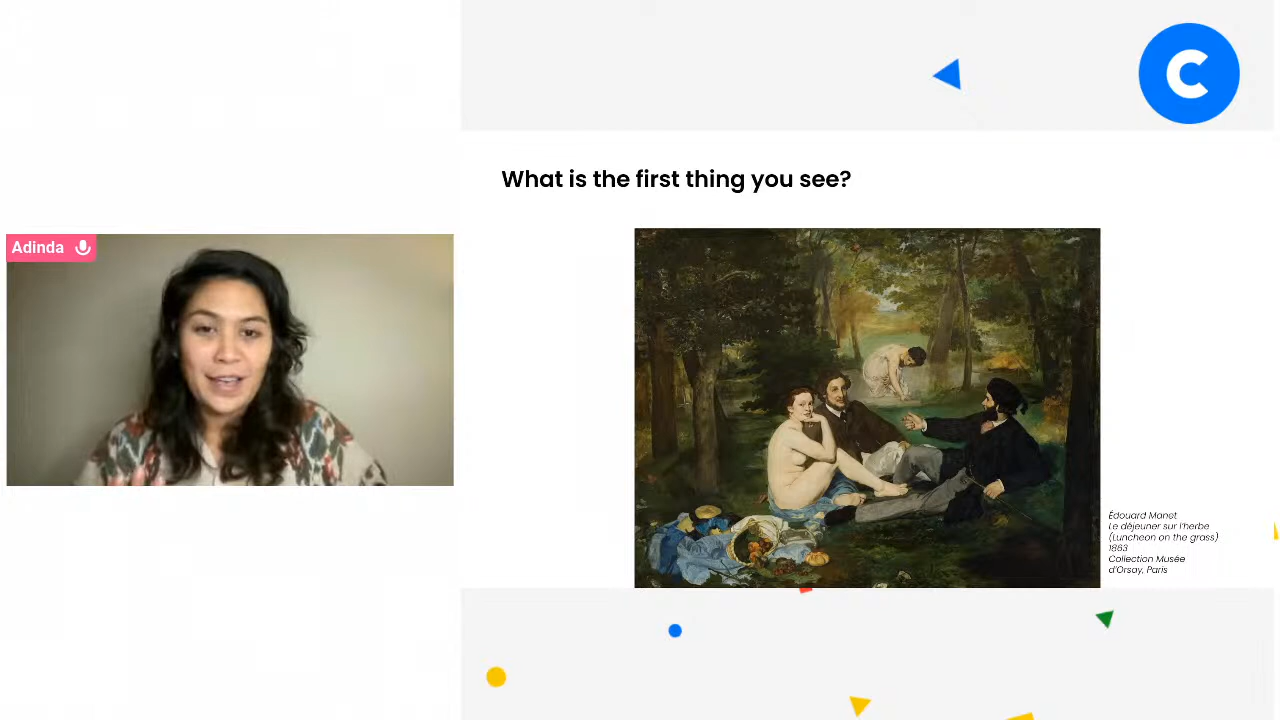 C
What is the first thing you see?
Adinda
Édouard Manet
Le déjeuner sur l'herbe
(Luncheon on the grass)
1863
Collection Musée
d'Orsay, Paris